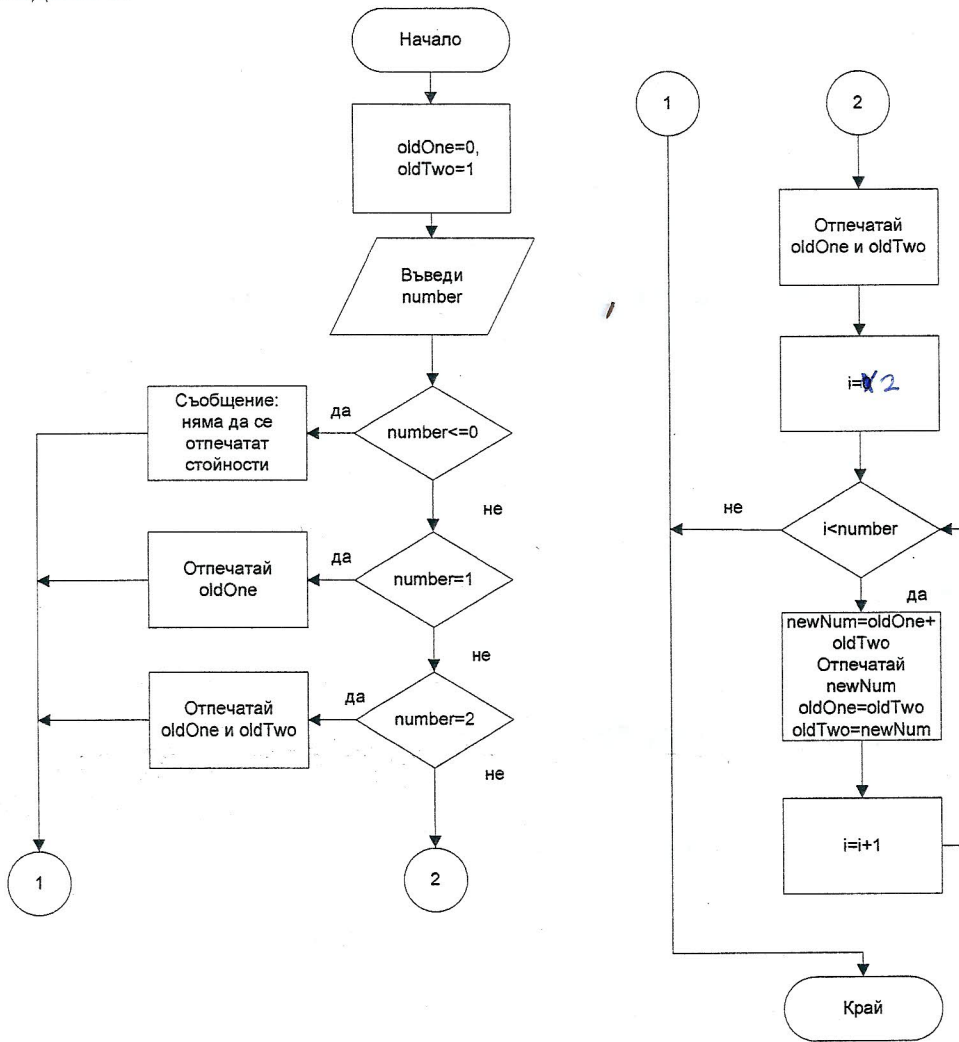 Начало
oldOne=0,
oldTwo=1
Въведи
number
number<=0
да
Съобщение:
няма да се
отпечатат
стойности
не
number=1
да
Отпечатай
oldOne
не
number=2
да
Отпечатай
oldOne и oldTwo
не
1
2
1
2
Отпечатай
oldOne и oldTwo
i= 2
i<number
не
да
newNum=oldOne+
oldTwo
Отпечатай
newNum
oldOne=oldTwo
oldTwo=newNum
i=i+1
Край